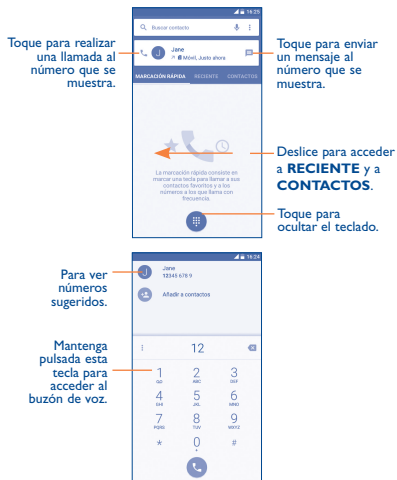 16:25
Buscar contacto
Toque para realizar
una llamada al
número que se
muestra.
J
Jane
Móvil, Justo ahora
Toque para enviar
un mensaje al
número que se
muestra.
MARCACIÓN RÁPIDA RECIENTE CONTACTOS
La marcación rápida consiste en
marcar una tecla para llamar a sus
contactos favoritos y a los
números a los que llama con
frecuencia.
Deslice para acceder
a RECIENTE y a
CONTACTOS.
Toque para
ocultar el teclado.
16:24
J
Jane
12345 678 9
Añadir a contactos
Para ver
números
sugeridos.
12
Mantenga
pulsada esta
tecla para
acceder al
buzón de voz.
1 2 3
ABC DEF
4 5 6
GHI JKL MNO
7 8 9
PQRS TUV WXYZ
* 0 #
+